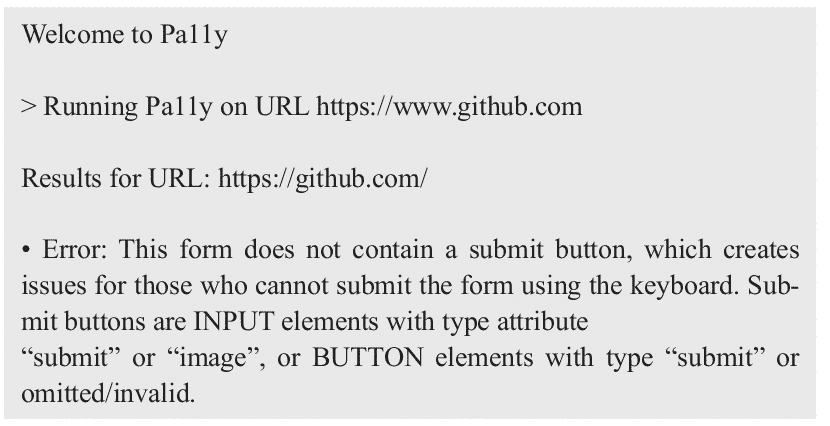 Welcome to Pa11y
> Running Pa11y on URL https://www.github.com
Results for URL: https://github.com/
• Error: This form does not contain a submit button, which creates
issues for those who cannot submit the form using the keyboard. Sub-
mit buttons are INPUT elements with type attribute
“submit” or “image”, or BUTTON elements with type “submit” or
omitted/invalid.